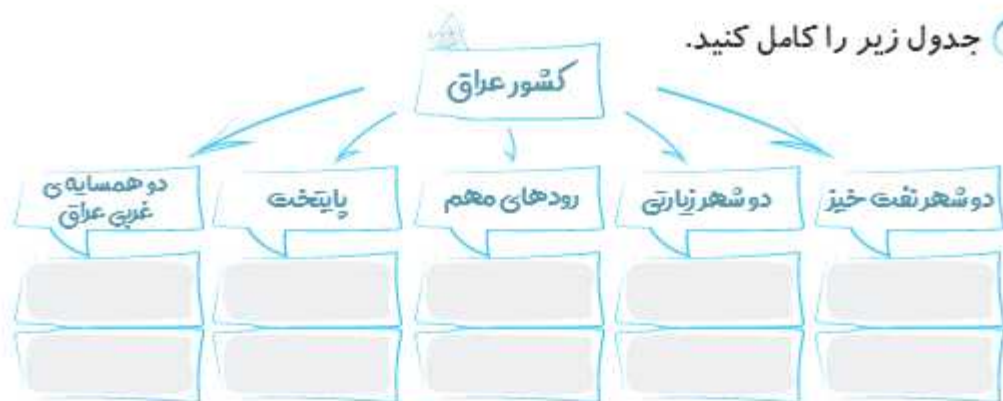 جدول زیر را کامل کنید.
کشور عراق
دو شهر نفت خیز
دو شهر زیارتی
رودهای مهم
پایتخت
دو همسایه ی
غربی عراق